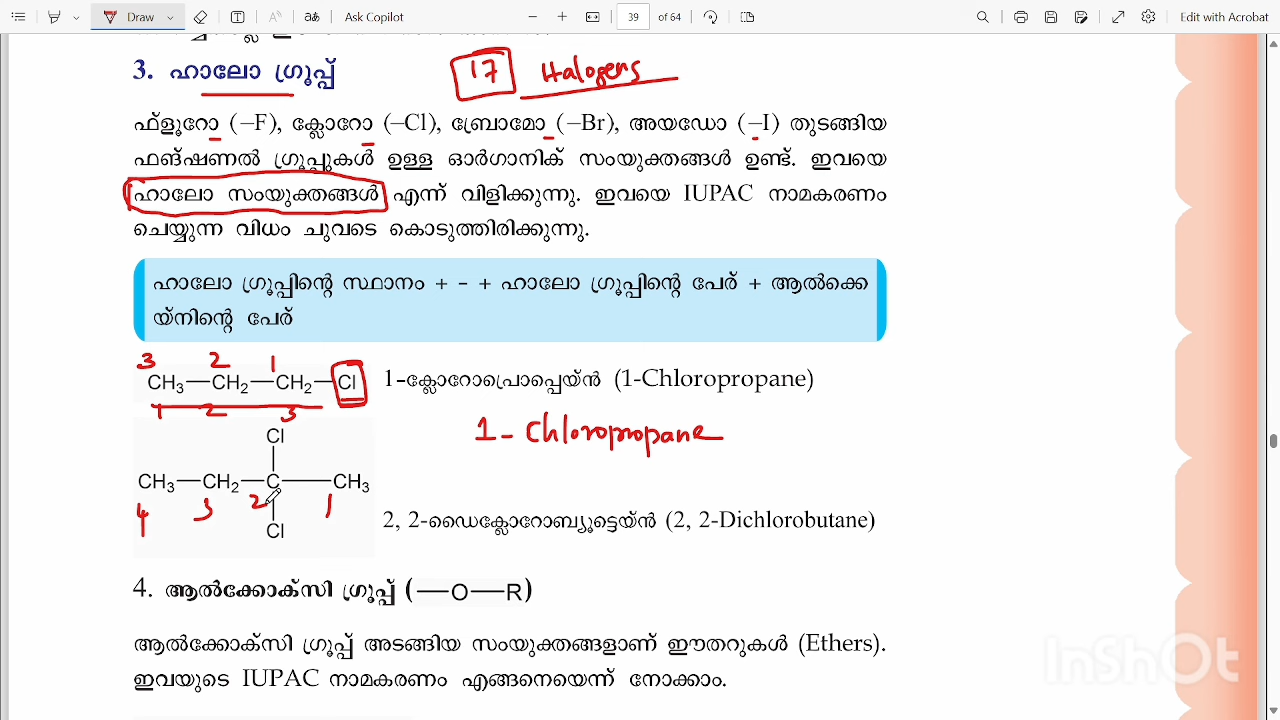 Draw
Ask Copilot
39 of 64
Edit with Acrobat
3. ഹാലോ ഗ്രൂപ്പ്
17 Halogens
ഫ്ളൂറോ (–F), ക്ലോറോ (–Cl), ബ്രോമോ (–Br), അയഡോ (–I) തുടങ്ങിയ
ഫങ്ഷണൽ ഗ്രൂപ്പുകൾ ഉള്ള ഓർഗാനിക് സംയുക്തങ്ങൾ ഉണ്ട്. ഇവയെ
ഹാലോ സംയുക്തങ്ങൾ എന്ന് വിളിക്കുന്നു. ഇവയെ IUPAC നാമകരണം
ചെയ്യുന്ന വിധം ചുവടെ കൊടുത്തിരിക്കുന്നു.
ഹാലോ ഗ്രൂപ്പിന്റെ സ്ഥാനം + - + ഹാലോ ഗ്രൂപ്പിന്റെ പേര് + ആൽക്കെ
യ്നിന്റെ പേര്
3 2 1
CH3—CH2—CH2—Cl 1-ക്ലോറോപ്രൊപ്പെയ്ൻ (1-Chloropropane)
1 2 3
1 - Chloropropane
Cl
CH3—CH2—C—CH3
4 3 2 1
Cl
2, 2-ഡൈക്ലോറോബ്യൂട്ടെയ്ൻ (2, 2-Dichlorobutane)
4. ആൽക്കോക്സി ഗ്രൂപ്പ് (—O—R)
ആൽക്കോക്സി ഗ്രൂപ്പ് അടങ്ങിയ സംയുക്തങ്ങളാണ് ഈതറുകൾ (Ethers).
ഇവയുടെ IUPAC നാമകരണം എങ്ങനെയെന്ന് നോക്കാം.
InShOt